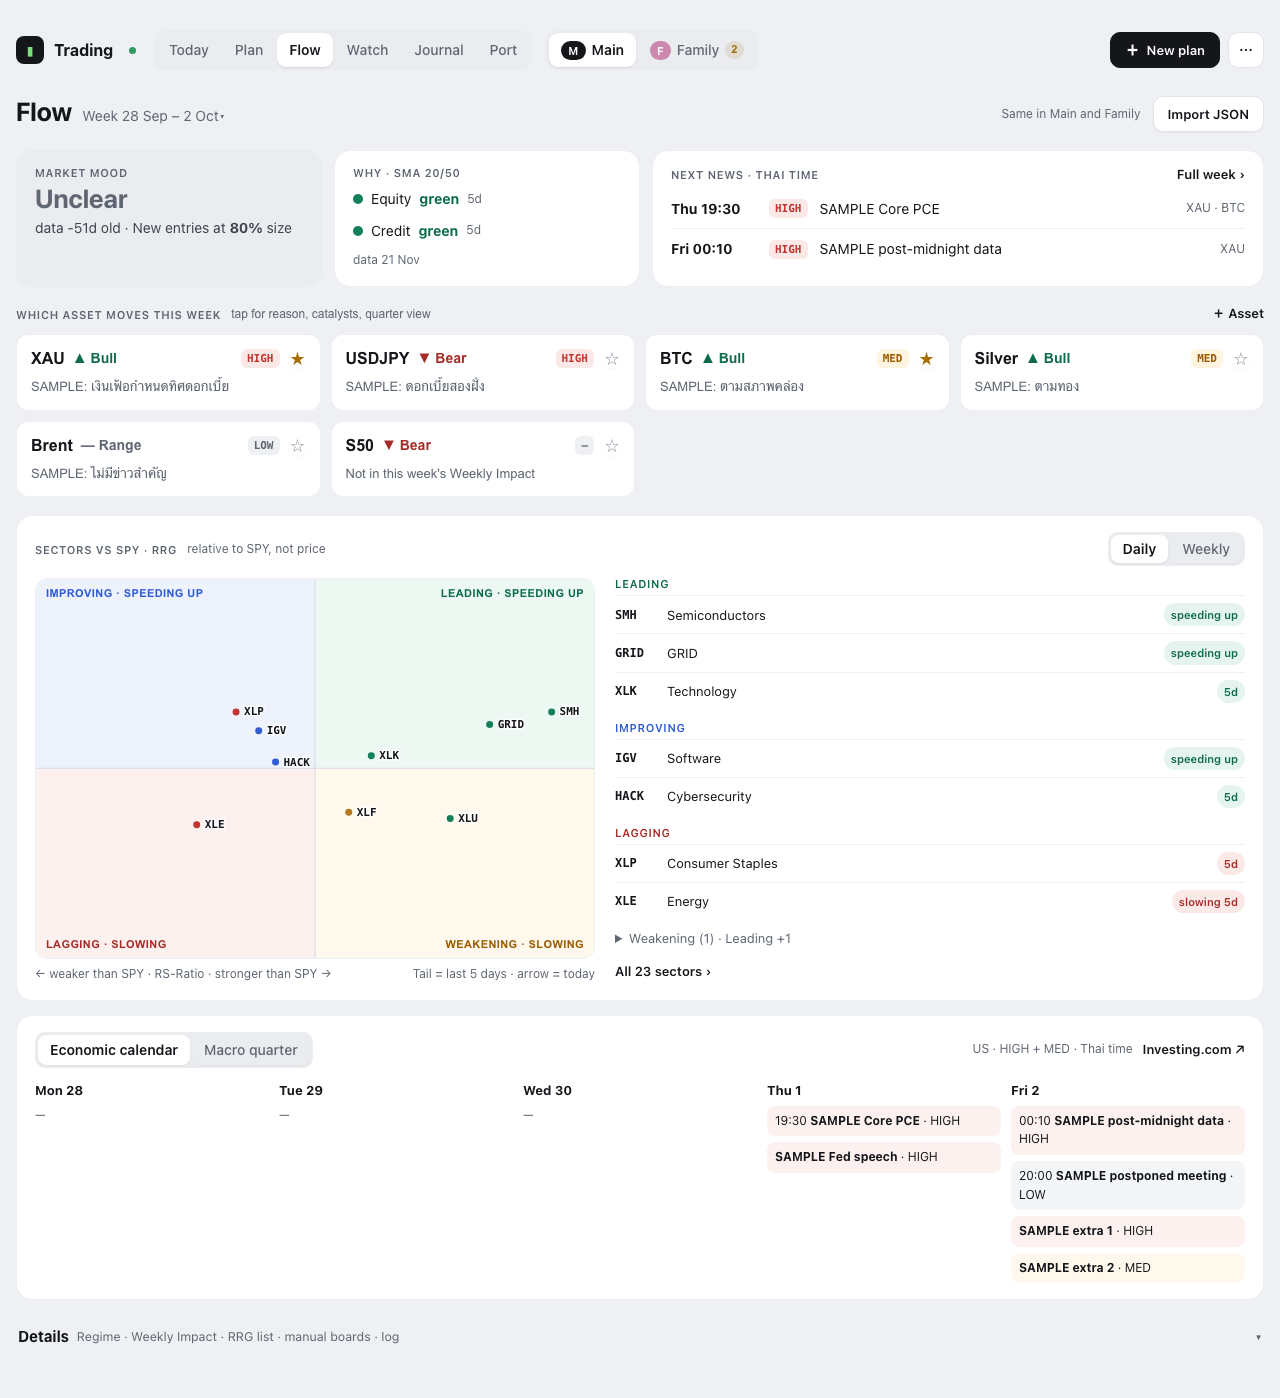 Trading
Today Plan Flow Watch Journal Port
M Main F Family 2
+ New plan
···
Flow Week 28 Sep – 2 Oct▾
Same in Main and Family
Import JSON
MARKET MOOD
Unclear
data -51d old · New entries at 80% size
WHY · SMA 20/50
Equity green 5d
Credit green 5d
data 21 Nov
NEXT NEWS · THAI TIME
Full week ›
Thu 19:30 HIGH SAMPLE Core PCE XAU · BTC
Fri 00:10 HIGH SAMPLE post-midnight data XAU
WHICH ASSET MOVES THIS WEEK tap for reason, catalysts, quarter view
+ Asset
XAU ▲ Bull HIGH ★
SAMPLE: เงินเฟ้อกำหนดทิศดอกเบี้ย
USDJPY ▼ Bear HIGH ☆
SAMPLE: ดอกเบี้ยสองฝั่ง
BTC ▲ Bull MED ★
SAMPLE: ตามสภาพคล่อง
Silver ▲ Bull MED ☆
SAMPLE: ตามทอง
Brent — Range LOW ☆
SAMPLE: ไม่มีข่าวสำคัญ
S50 ▼ Bear – ☆
Not in this week's Weekly Impact
SECTORS VS SPY · RRG relative to SPY, not price
Daily Weekly
IMPROVING · SPEEDING UP
LEADING · SPEEDING UP
XLP
SMH
GRID
IGV
XLK
HACK
XLF
XLU
XLE
LAGGING · SLOWING
WEAKENING · SLOWING
← weaker than SPY · RS-Ratio · stronger than SPY →
Tail = last 5 days · arrow = today
LEADING
SMH Semiconductors speeding up
GRID GRID speeding up
XLK Technology 5d
IMPROVING
IGV Software speeding up
HACK Cybersecurity 5d
LAGGING
XLP Consumer Staples 5d
XLE Energy slowing 5d
▶ Weakening (1) · Leading +1
All 23 sectors ›
Economic calendar Macro quarter
US · HIGH + MED · Thai time Investing.com ↗
Mon 28
—
Tue 29
—
Wed 30
—
Thu 1
19:30 SAMPLE Core PCE · HIGH
SAMPLE Fed speech · HIGH
Fri 2
00:10 SAMPLE post-midnight data ·
HIGH
20:00 SAMPLE postponed meeting ·
LOW
SAMPLE extra 1 · HIGH
SAMPLE extra 2 · MED
Details Regime · Weekly Impact · RRG list · manual boards · log ▾